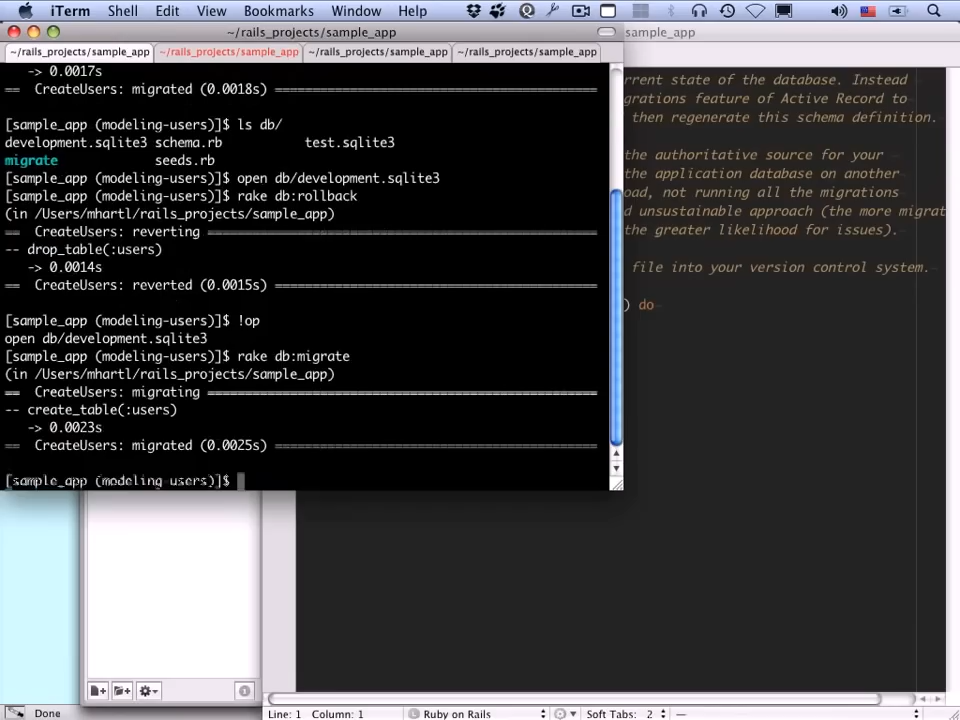 iTerm Shell Edit View Bookmarks Window Help
~/rails_projects/sample_app
sample_app
~/rails_projects/sample_app ~/rails_projects/sample_app ~/rails_projects/sample_app ~/rails_projects/sample_app
-> 0.0017s
== CreateUsers: migrated (0.0018s) ===========================================
[sample_app (modeling-users)]$ ls db/
development.sqlite3 schema.rb test.sqlite3
migrate seeds.rb
[sample_app (modeling-users)]$ open db/development.sqlite3
[sample_app (modeling-users)]$ rake db:rollback
(in /Users/mhartl/rails_projects/sample_app)
== CreateUsers: reverting ====================================================
-- drop_table(:users)
-> 0.0014s
== CreateUsers: reverted (0.0015s) ===========================================
[sample_app (modeling-users)]$ !op
open db/development.sqlite3
[sample_app (modeling-users)]$ rake db:migrate
(in /Users/mhartl/rails_projects/sample_app)
== CreateUsers: migrating ====================================================
-- create_table(:users)
-> 0.0023s
== CreateUsers: migrated (0.0025s) ===========================================
[sample_app (modeling-users)]$
rrent state of the database. Instead
grations feature of Active Record to
then regenerate this schema definition.
the authoritative source for your
the application database on another
oad, not running all the migrations
d unsustainable approach (the more migrat
the greater likelihood for issues).
file into your version control system.
) do
Done
Line: 1 Column: 1 Ruby on Rails Soft Tabs: 2 —